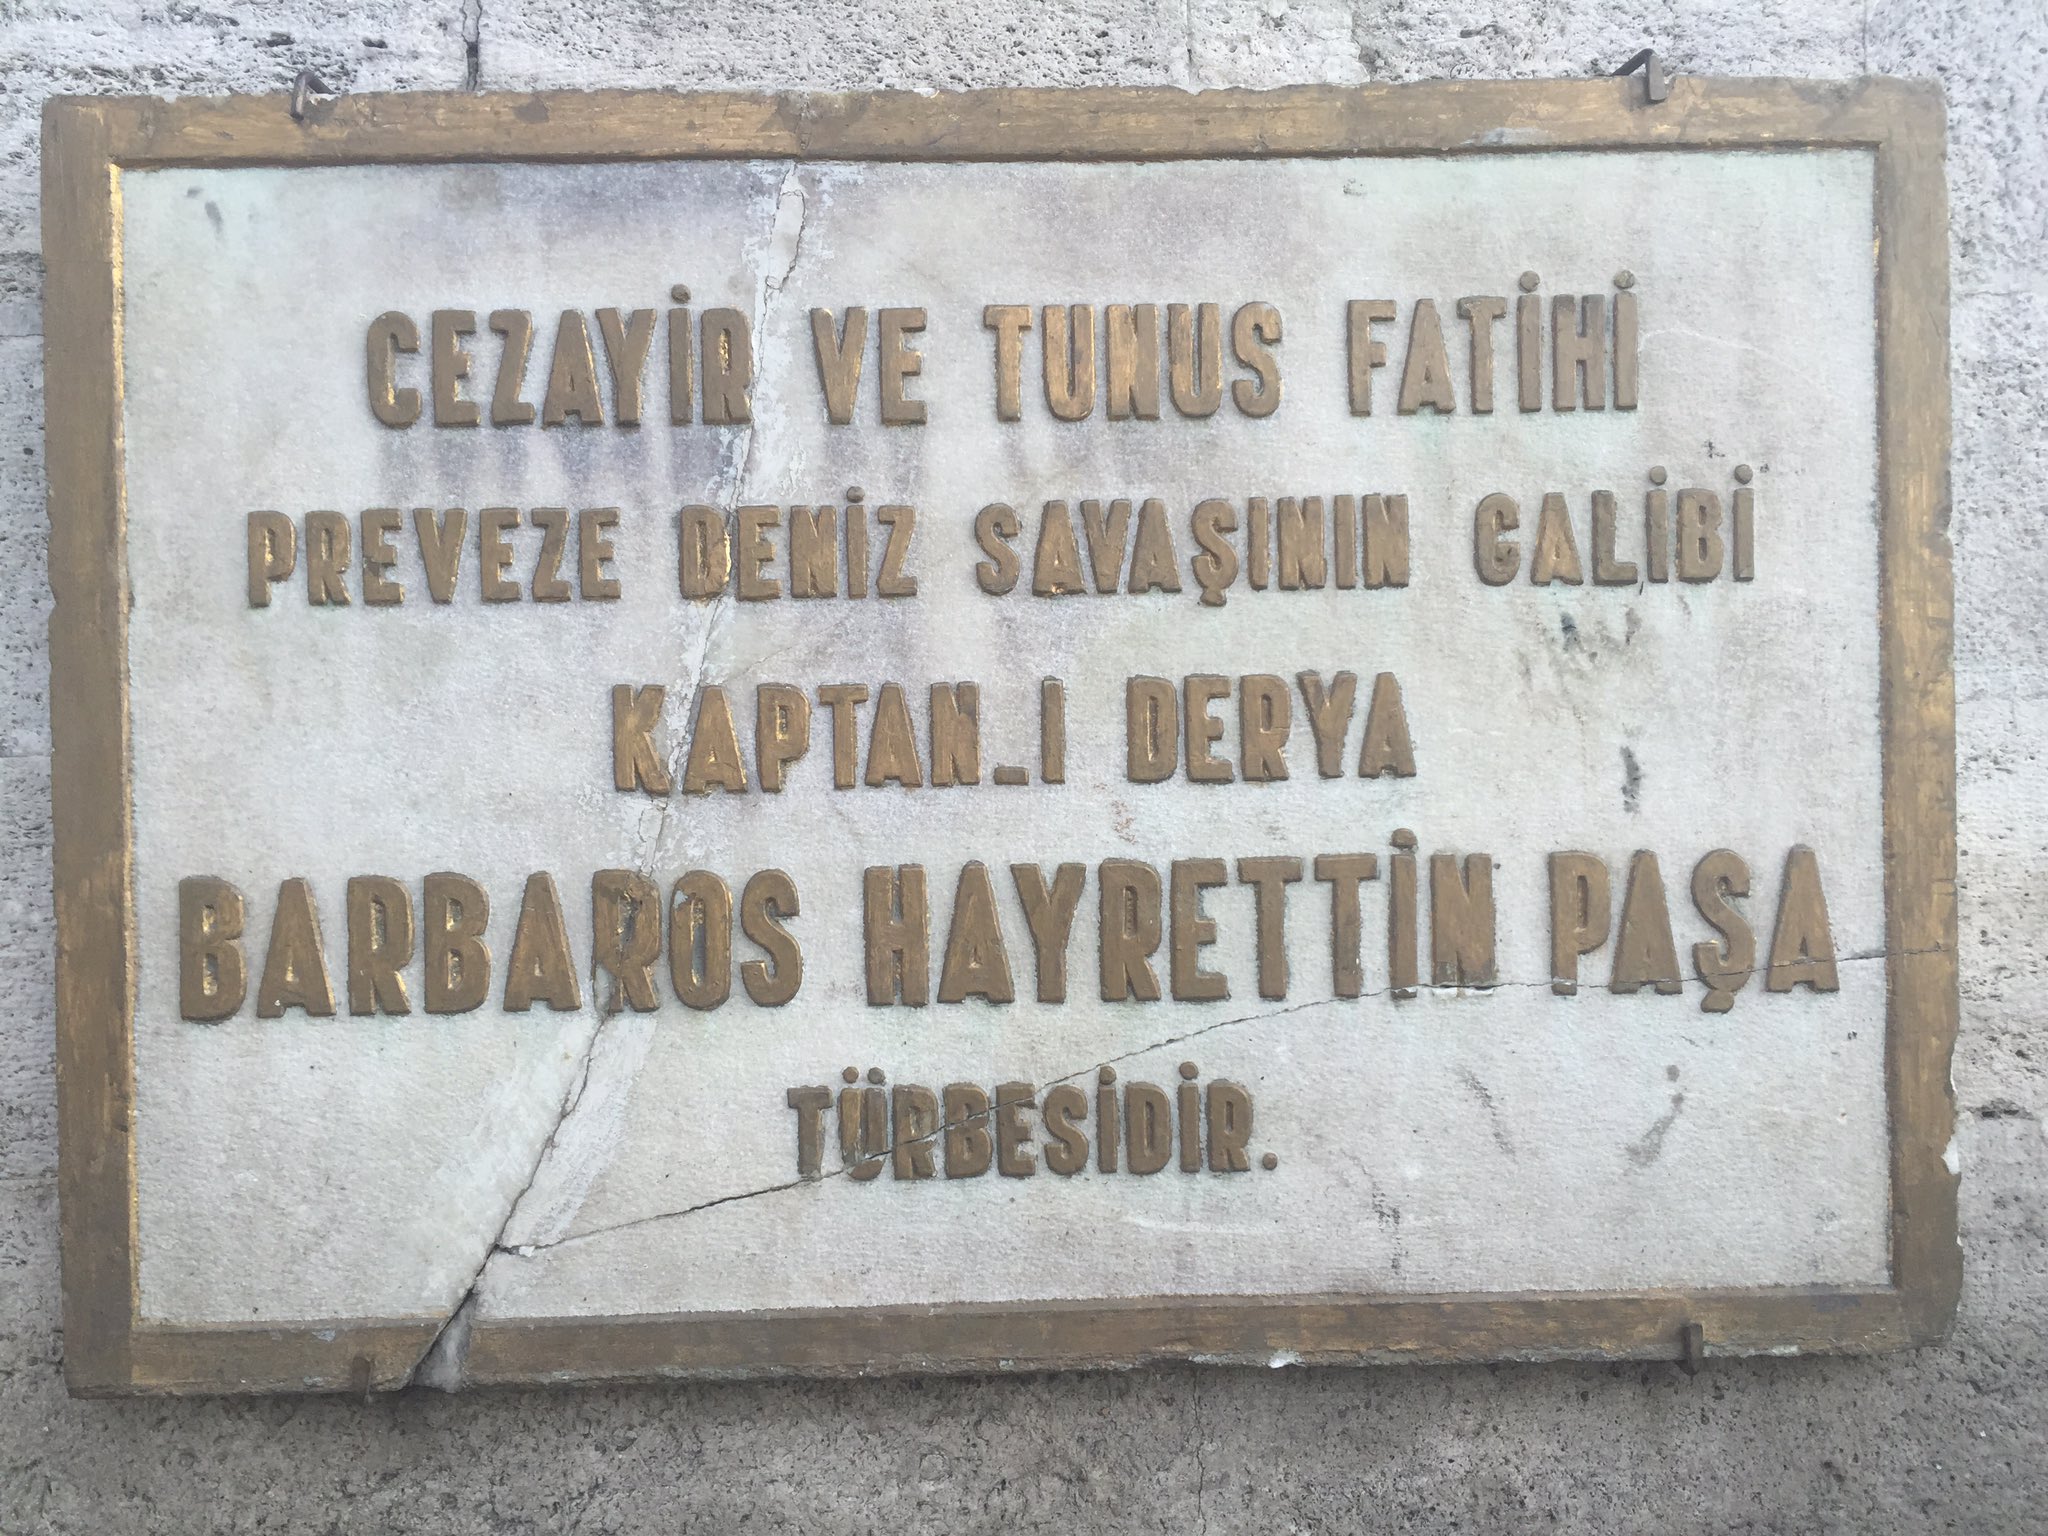 CEZAYİR VE TUNUS FATİHİ
PREVEZE DENİZ SAVAŞININ GALİBİ
KAPTAN_I DERYA
BARBAROS HAYRETTİN PAŞA
TÜRBESİDİR.